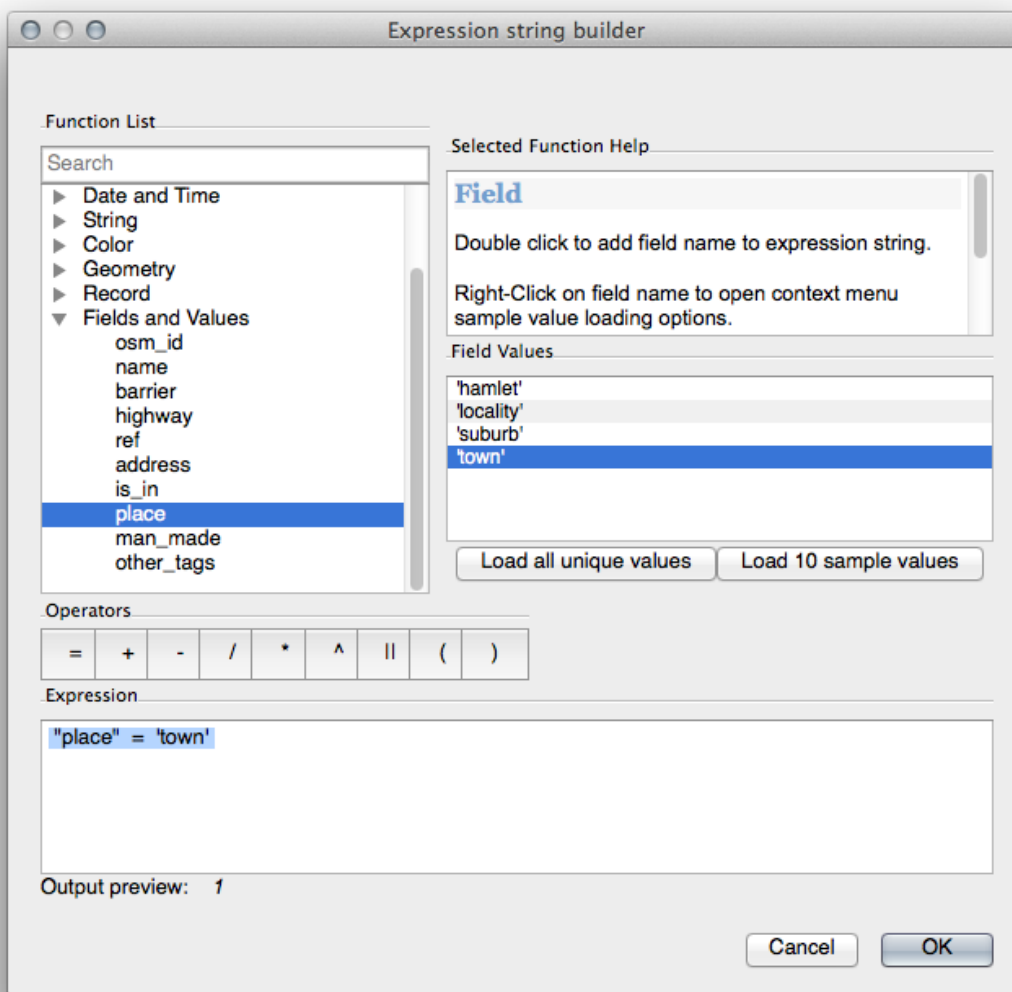 Expression string builder
Function List
Search
Date and Time
String
Color
Geometry
Record
Fields and Values
osm_id
name
barrier
highway
ref
address
is_in
place
man_made
other_tags
Selected Function Help
Field
Double click to add field name to expression string.
Right-Click on field name to open context menu
sample value loading options.
Field Values
'hamlet'
'locality'
'suburb'
'town'
Load all unique values Load 10 sample values
Operators
= + - / * ^ || ( )
Expression
"place" = 'town'
Output preview: 1
Cancel OK